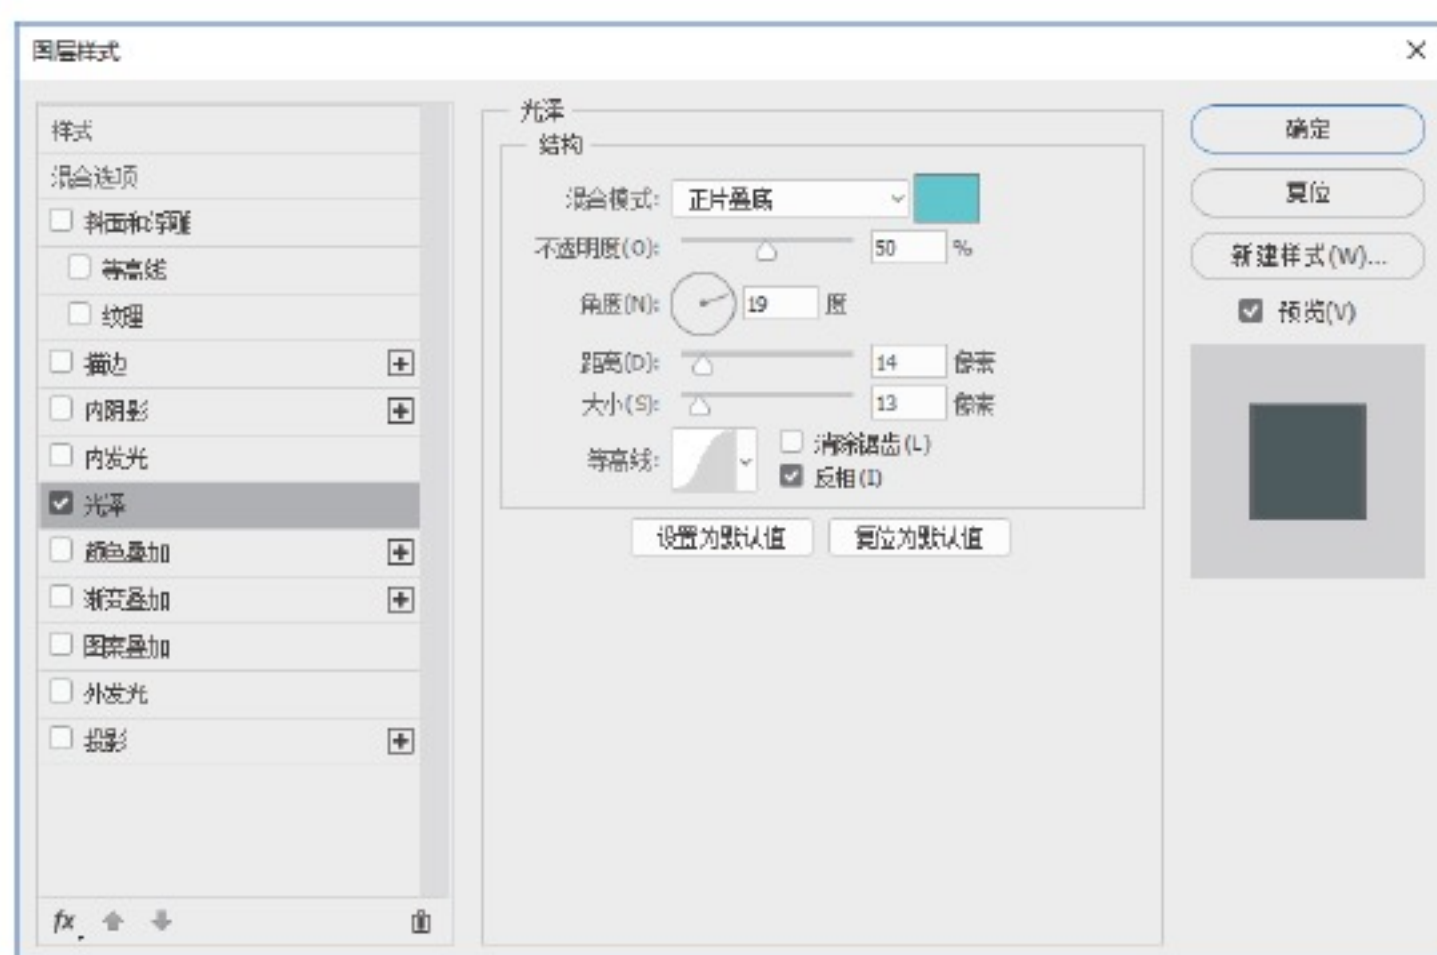 图层样式
样式
混合选项
斜面和浮雕
等高线
纹理
描边
内阴影
内发光
光泽
颜色叠加
渐变叠加
图案叠加
外发光
投影
fx
光泽
结构
混合模式: 正片叠底
不透明度(O): 50 %
角度(N): 19 度
距离(D): 14 像素
大小(S): 13 像素
等高线: 消除锯齿(L)
反相(I)
设置为默认值 复位为默认值
确定
复位
新建样式(W)...
预览(V)